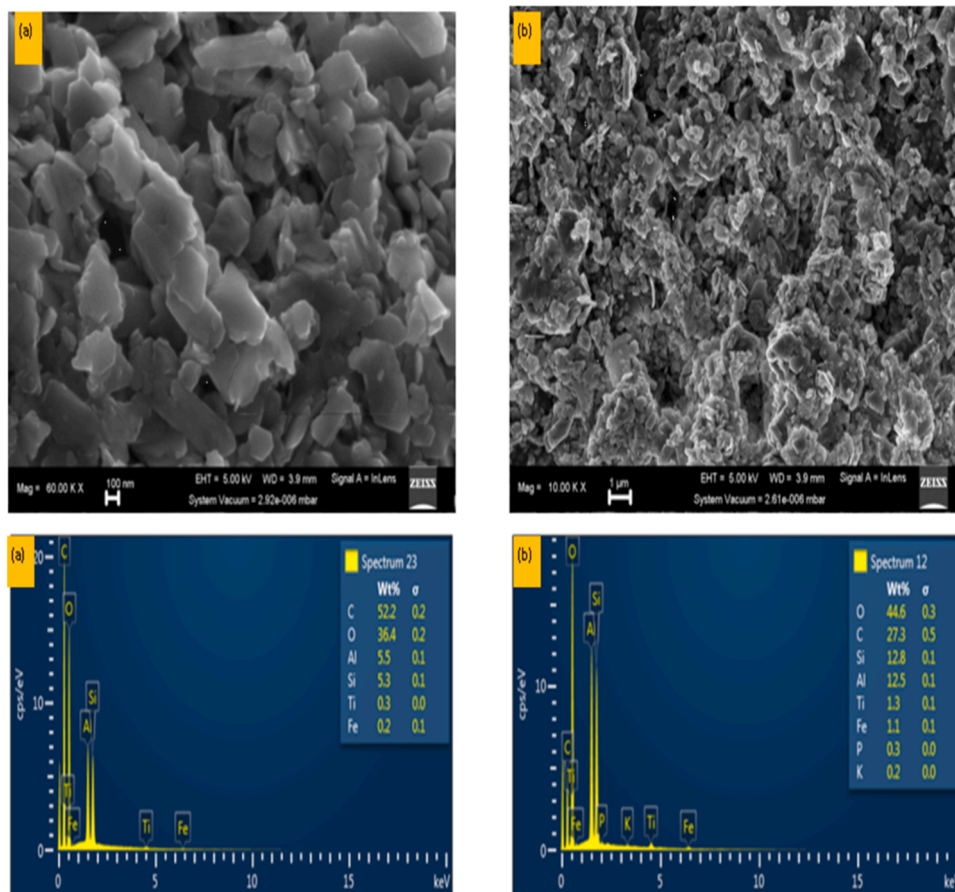 (a)
Mag = 60.00 K X
100 nm
EHT = 5.00 kV WD = 3.9 mm Signal A = InLens
System Vacuum = 2.92e-006 mbar
ZEISS
(b)
Mag = 10.00 K X
1 µm
EHT = 5.00 kV WD = 3.9 mm Signal A = InLens
System Vacuum = 2.61e-006 mbar
ZEISS
(a)
Spectrum 23
Wt% σ
C 52.2 0.2
O 36.4 0.2
Al 5.5 0.1
Si 5.3 0.1
Ti 0.3 0.0
Fe 0.2 0.1
cps/eV
20
10
0
C
O
Si
Al
Ti
Fe
Ti
Fe
0 5 10 15 keV
(b)
Spectrum 12
Wt% σ
O 44.6 0.3
C 27.3 0.5
Si 12.8 0.1
Al 12.5 0.1
Ti 1.3 0.1
Fe 1.1 0.1
P 0.3 0.0
K 0.2 0.0
cps/eV
10
0
O
Si
Al
C
Ti
Fe
P
K
Ti
Fe
0 5 10 15 keV